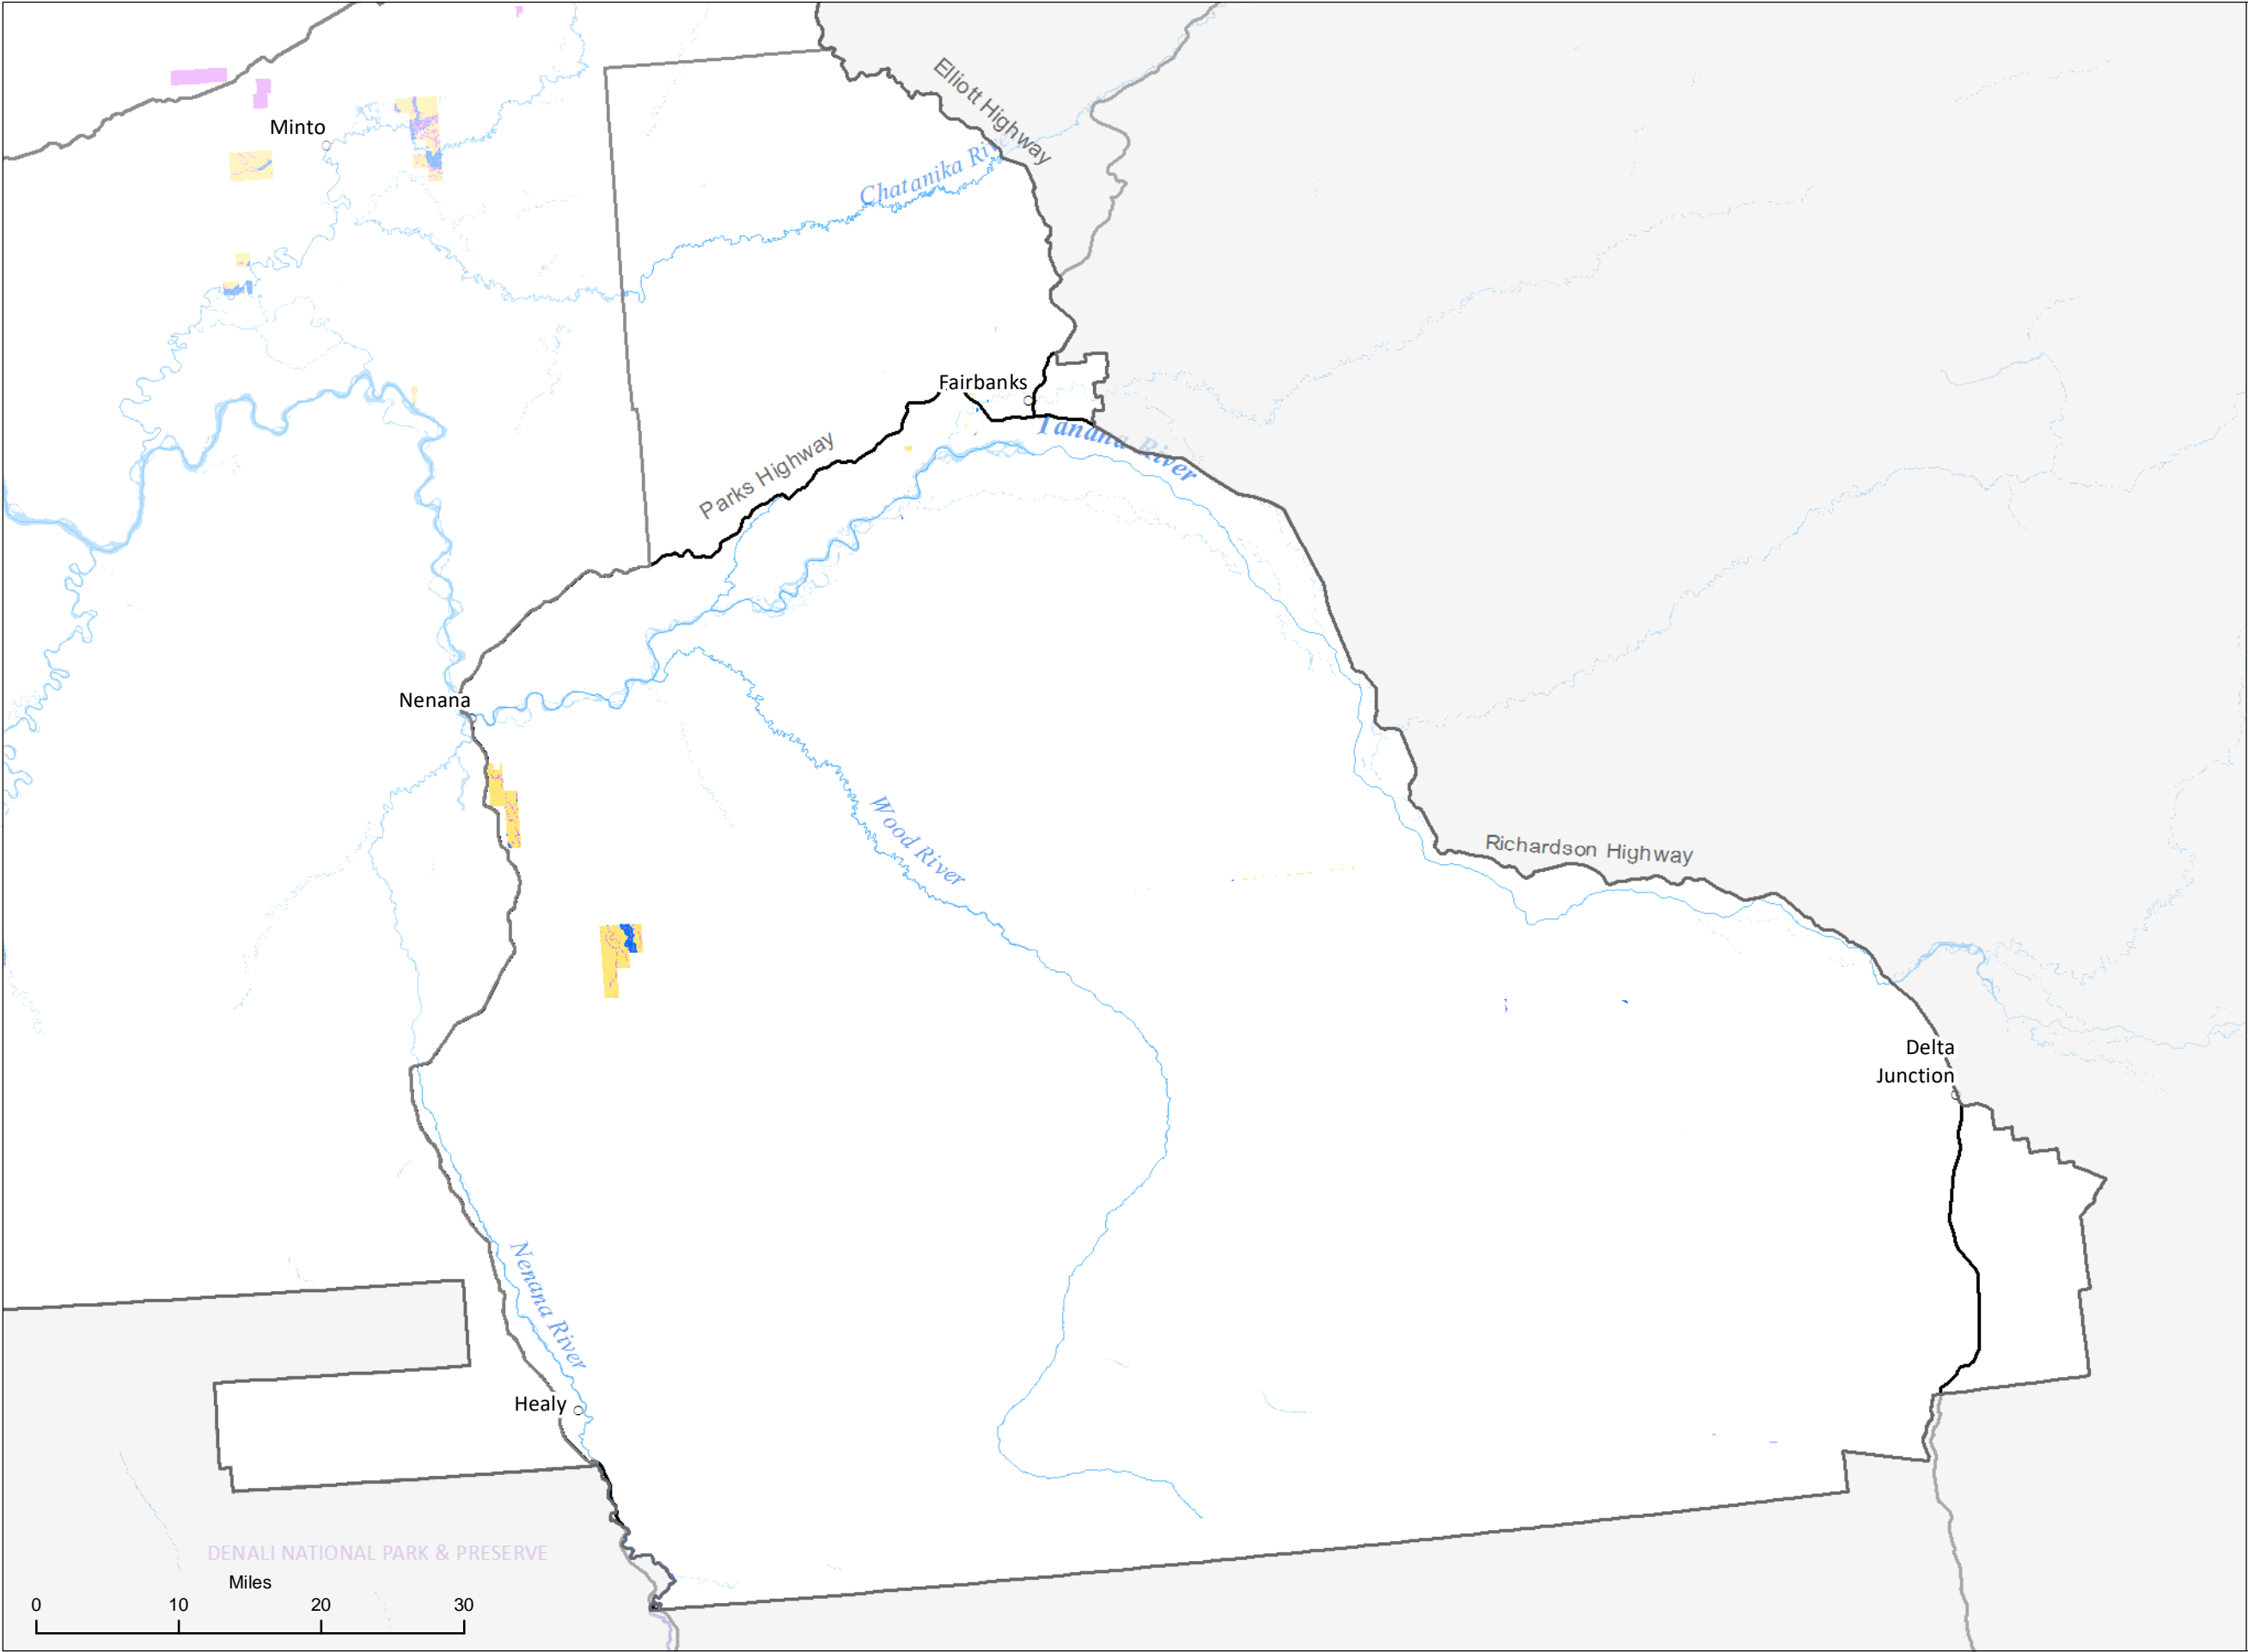 Elliott Highway
Minto
Chatanika Riv
Fairbanks
Tanana River
Parks Highway
Nenana
Wood River
Richardson Highway
Delta
Junction
Nenana River
Healy
DENALI NATIONAL PARK & PRESERVE
Miles
0 10 20 30